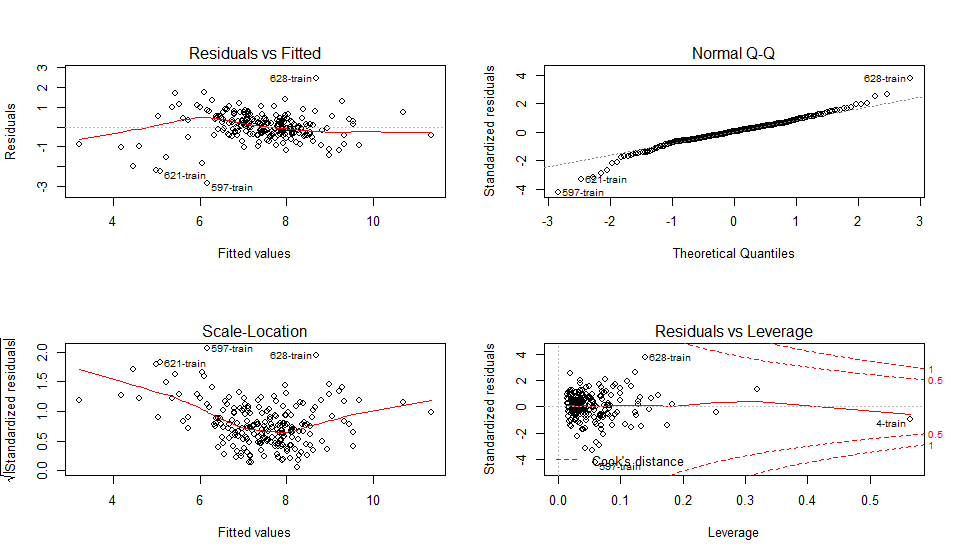 Residuals vs Fitted
3
1
-1
-3
Residuals
628-train
621-train
597-train
4 6 8 10
Fitted values
Normal Q-Q
4
2
0
-2
-4
Standardized residuals
628-train
621-train
597-train
-3 -2 -1 0 1 2 3
Theoretical Quantiles
Scale-Location
2.0
1.5
1.0
0.5
0.0
√|Standardized residuals|
597-train
628-train
621-train
4 6 8 10
Fitted values
Residuals vs Leverage
4
2
0
-2
-4
Standardized residuals
628-train
1
0.5
4-train
0.5
1
Cook's distance
597-train
0.0 0.1 0.2 0.3 0.4 0.5
Leverage